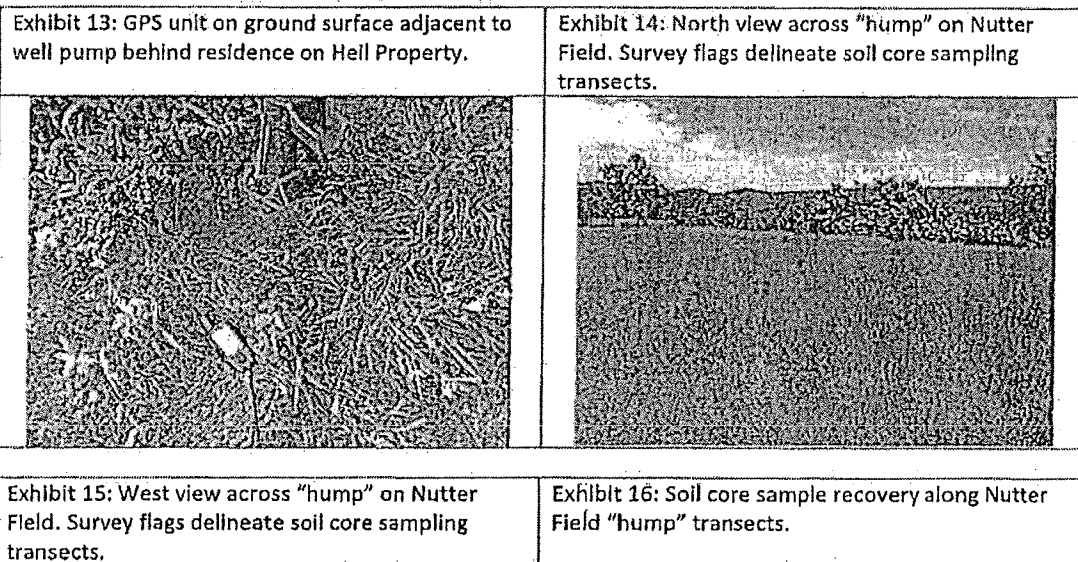 Exhibit 13: GPS unit on ground surface adjacent to
well pump behind residence on Heil Property.
Exhibit 14: North view across "hump" on Nutter
Field. Survey flags delineate soil core sampling
transects.
Exhibit 15: West view across "hump" on Nutter
Field. Survey flags delineate soil core sampling
transects.
Exhibit 16: Soil core sample recovery along Nutter
Field "hump" transects.